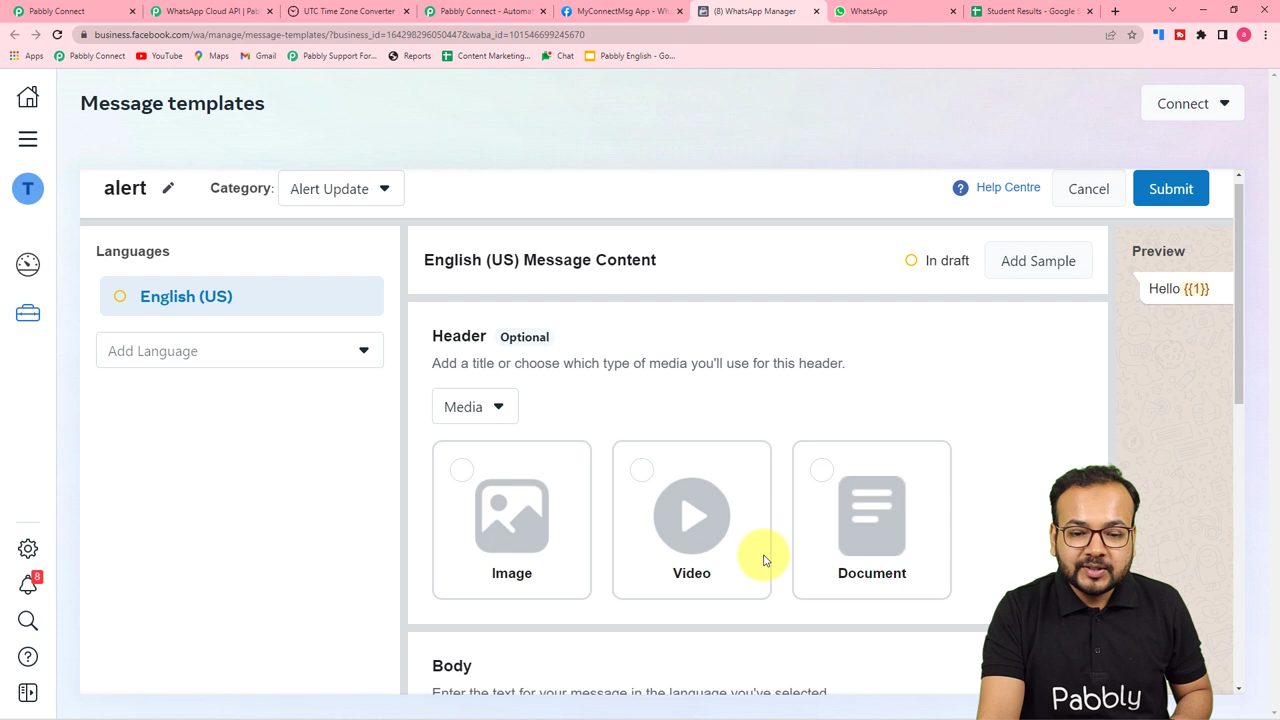 Pabbly Connect
WhatsApp Cloud API | Pab
UTC Time Zone Converter
Pabbly Connect - Automat
MyConnectMsg App - Wh
(8) WhatsApp Manager
WhatsApp
Student Results - Google S
business.facebook.com/wa/manage/message-templates/?business_id=164298296050447&waba_id=101546699245670
a
Apps
Pabbly Connect
YouTube
Maps
Gmail
Pabbly Support For...
Reports
Content Marketing...
Chat
Pabbly English - Go...
Message templates
Connect
T
alert
Category:
Alert Update
Help Centre
Cancel
Submit
Languages
English (US)
Add Language
English (US) Message Content
In draft
Add Sample
Preview
Hello {{1}}
Header Optional
Add a title or choose which type of media you'll use for this header.
Media
Image
Video
Document
Body
Enter the text for your message in the language you've selected.
8
Pabbly